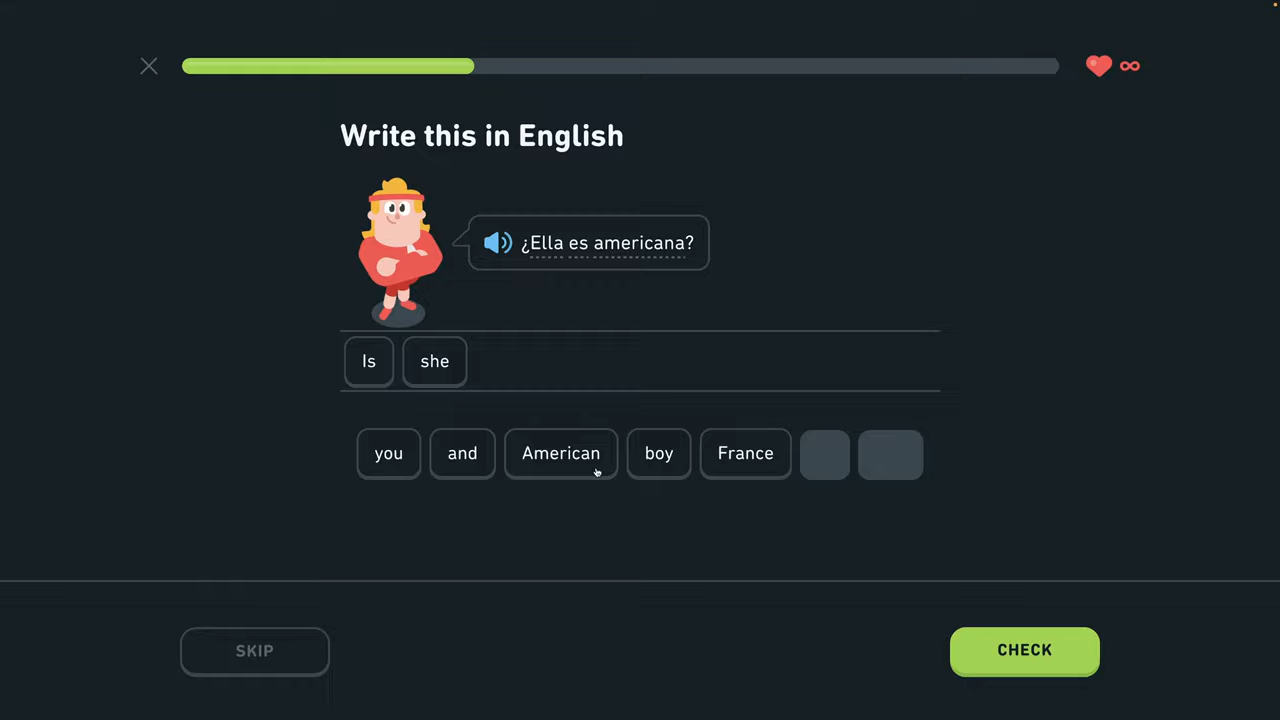 Write this in English
¿Ella es americana?
Is she
you and American boy France
SKIP CHECK